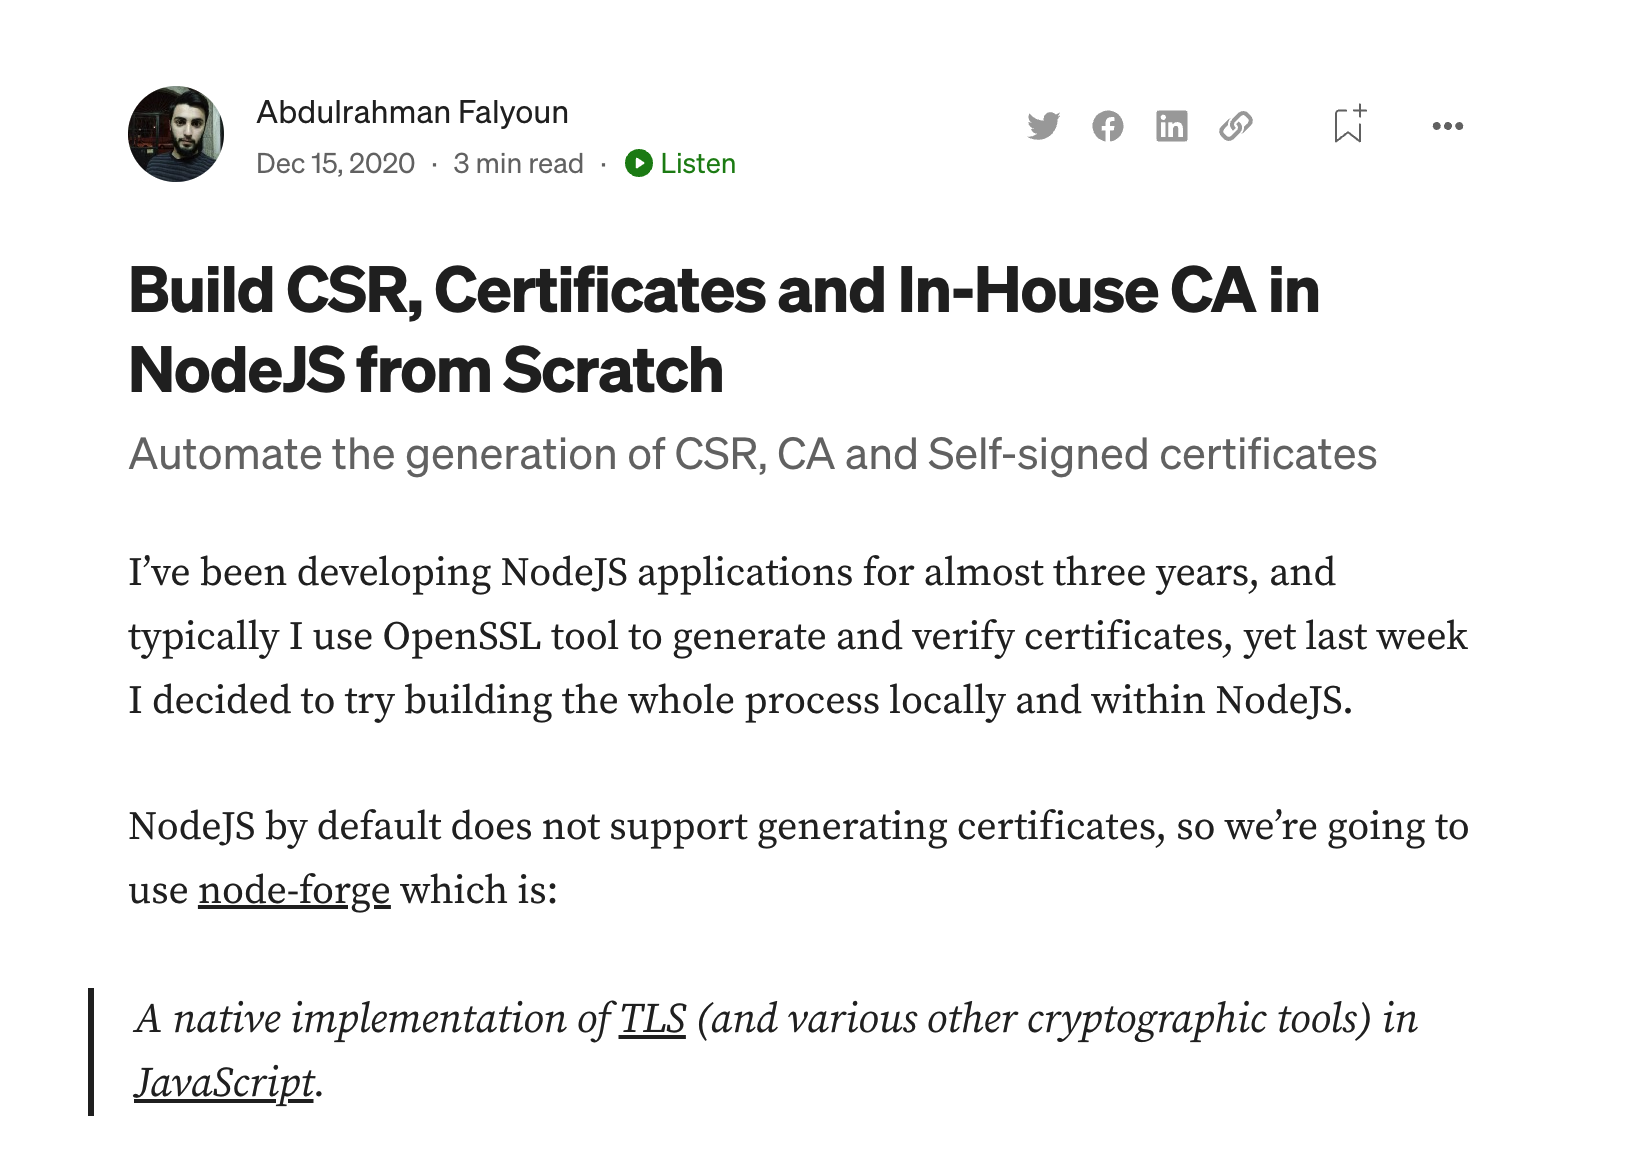 Abdulrahman Falyoun
Dec 15, 2020 · 3 min read · Listen
Build CSR, Certificates and In-House CA in
NodeJS from Scratch
Automate the generation of CSR, CA and Self-signed certificates
I’ve been developing NodeJS applications for almost three years, and
typically I use OpenSSL tool to generate and verify certificates, yet last week
I decided to try building the whole process locally and within NodeJS.
NodeJS by default does not support generating certificates, so we’re going to
use node-forge which is:
A native implementation of TLS (and various other cryptographic tools) in
JavaScript.